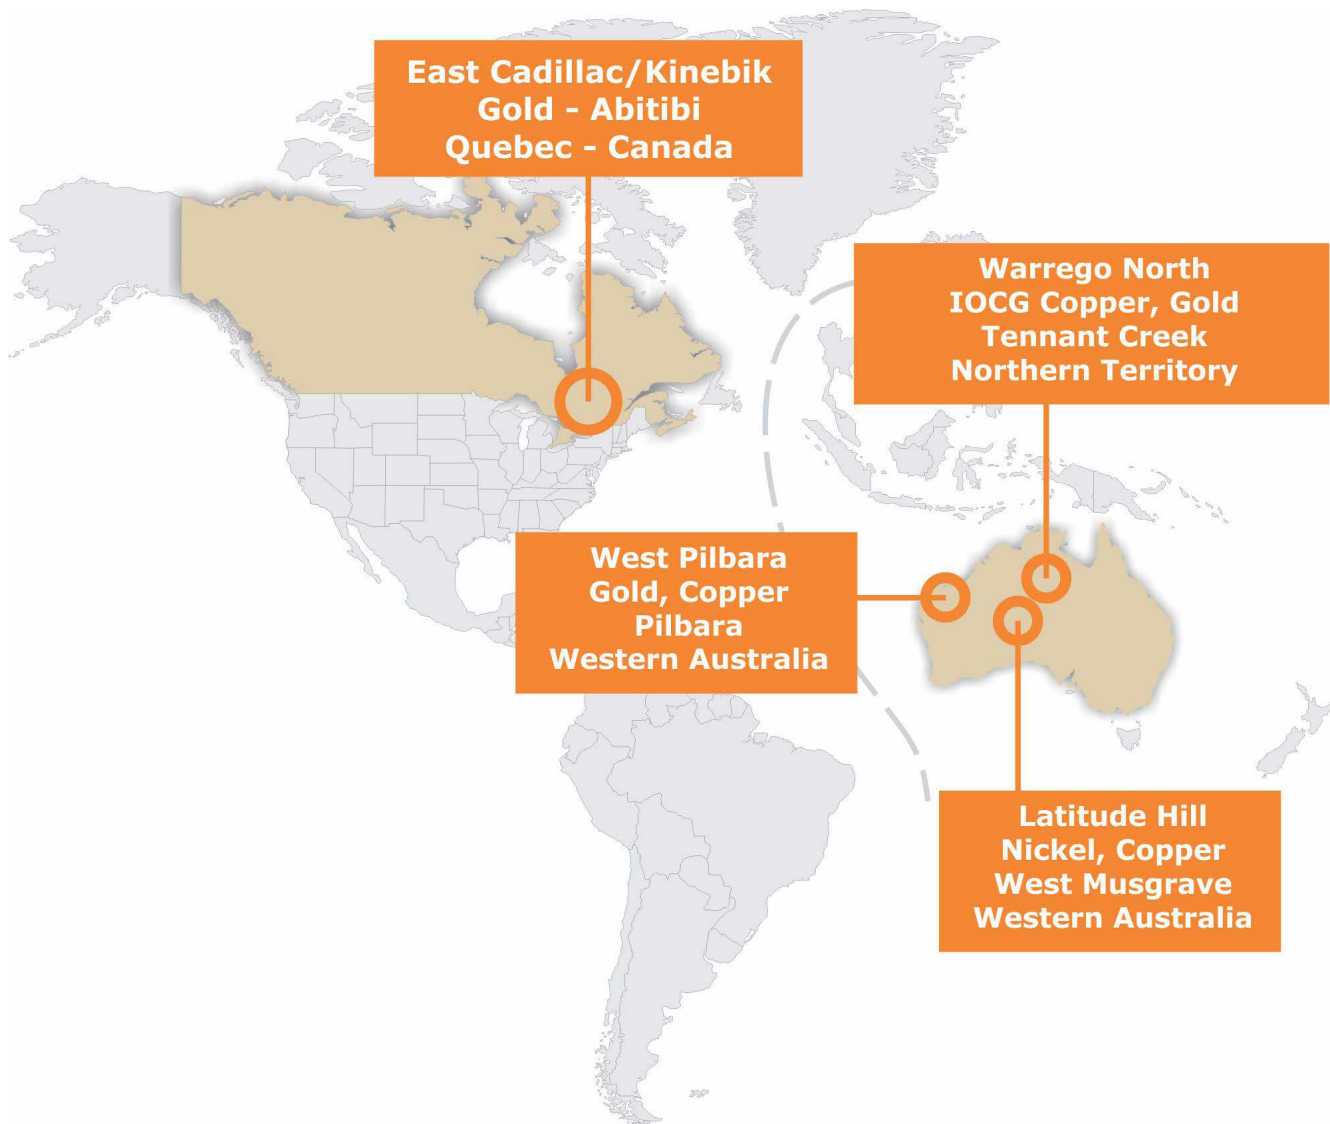 East Cadillac/Kinebik
Gold - Abitibi
Quebec - Canada
Warrego North
IOCG Copper, Gold
Tennant Creek
Northern Territory
West Pilbara
Gold, Copper
Pilbara
Western Australia
Latitude Hill
Nickel, Copper
West Musgrave
Western Australia